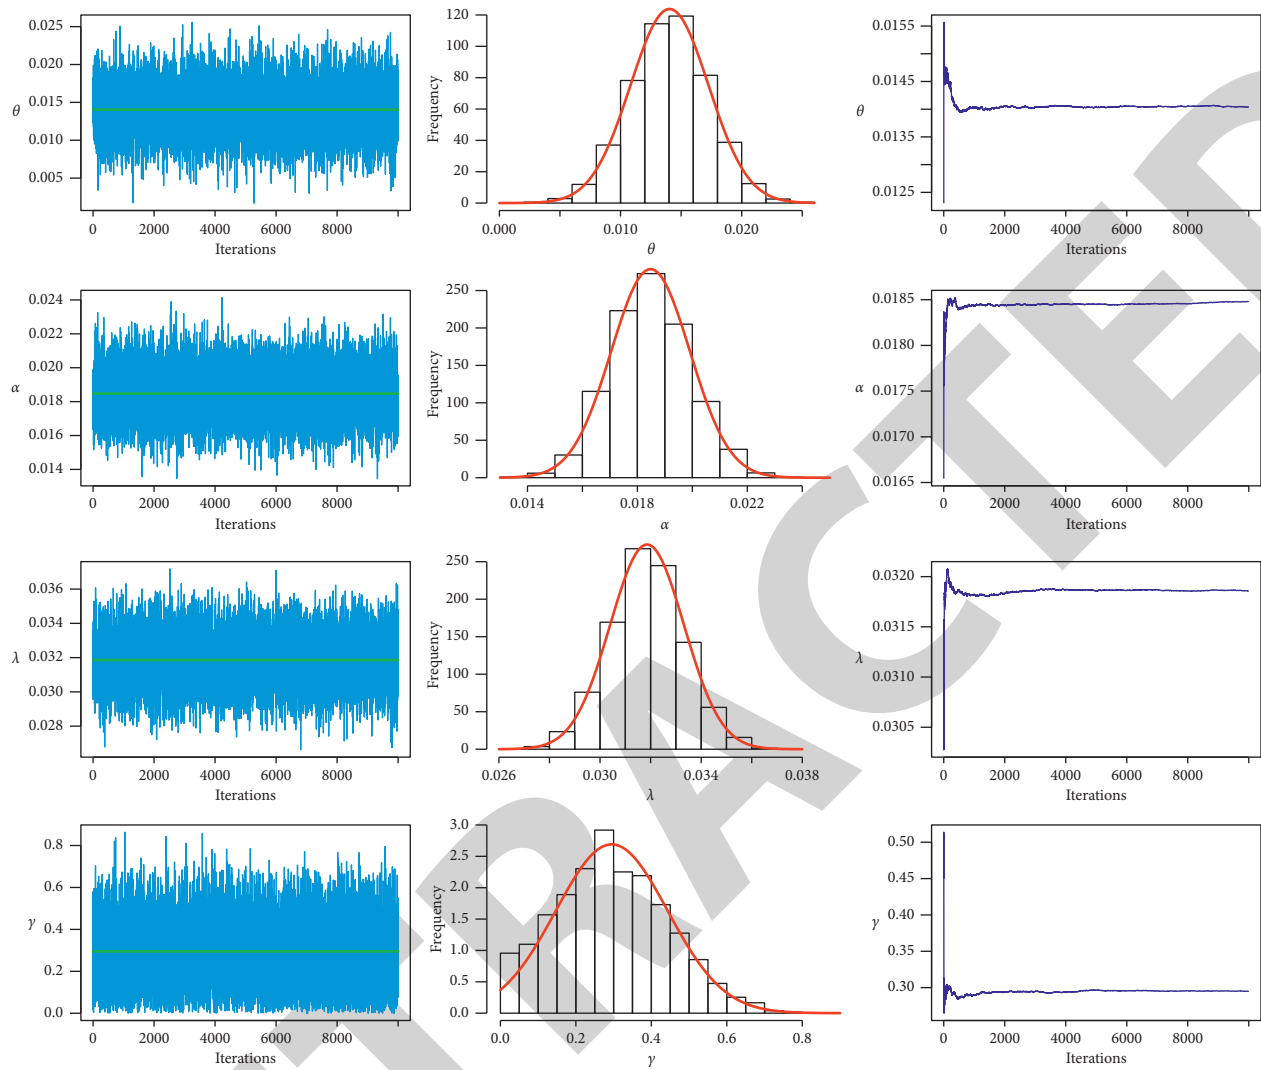 0.025
0.020
0.015
0.010
0.005
θ
0 2000 4000 6000 8000
Iterations
120
100
80
60
40
20
0
Frequency
0.000 0.010 0.020
θ
0.0155
0.0145
0.0135
0.0125
θ
0 2000 4000 6000 8000
Iterations
0.024
0.022
0.020
0.018
0.016
0.014
α
0 2000 4000 6000 8000
Iterations
250
200
150
100
50
0
Frequency
0.014 0.018 0.022
α
0.0185
0.0180
0.0175
0.0170
0.0165
α
0 2000 4000 6000 8000
Iterations
0.036
0.034
0.032
0.030
0.028
λ
0 2000 4000 6000 8000
Iterations
250
200
150
100
50
0
Frequency
0.026 0.030 0.034 0.038
λ
0.0320
0.0315
0.0310
0.0305
λ
0 2000 4000 6000 8000
Iterations
0.8
0.6
0.4
0.2
0.0
γ
0 2000 4000 6000 8000
Iterations
3.0
2.5
2.0
1.5
1.0
0.5
0.0
Frequency
0.0 0.2 0.4 0.6 0.8
γ
0.50
0.45
0.40
0.35
0.30
γ
0 2000 4000 6000 8000
Iterations
TRACTED